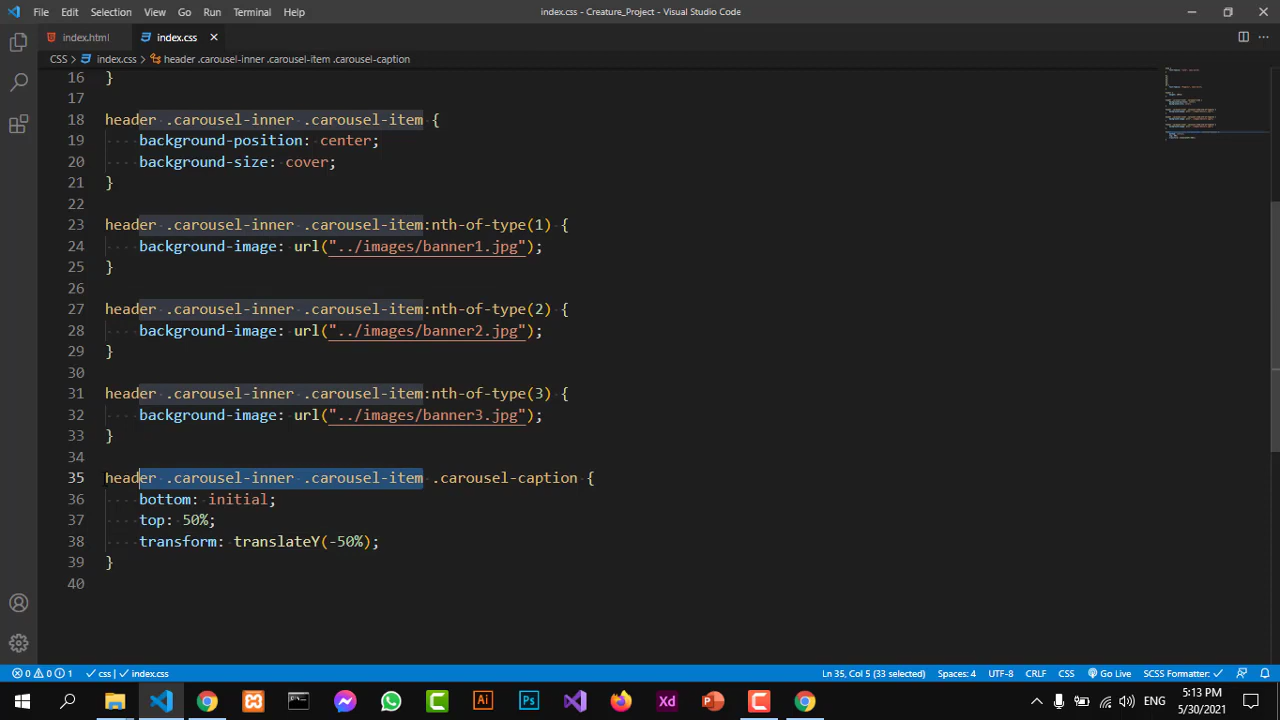 File Edit Selection View Go Run Terminal Help index.css - Creature_Project - Visual Studio Code
index.html index.css
CSS > index.css > header .carousel-inner .carousel-item .carousel-caption
16 }
17
18 header .carousel-inner .carousel-item {
19 background-position: center;
20 background-size: cover;
21 }
22
23 header .carousel-inner .carousel-item:nth-of-type(1) {
24 background-image: url("../images/banner1.jpg");
25 }
26
27 header .carousel-inner .carousel-item:nth-of-type(2) {
28 background-image: url("../images/banner2.jpg");
29 }
30
31 header .carousel-inner .carousel-item:nth-of-type(3) {
32 background-image: url("../images/banner3.jpg");
33 }
34
35 header .carousel-inner .carousel-item .carousel-caption {
36 bottom: initial;
37 top: 50%;
38 transform: translateY(-50%);
39 }
40
0 0 1 css | index.css Ln 35, Col 5 (33 selected) Spaces: 4 UTF-8 CRLF CSS Go Live SCSS Formatter:
Ai Ps Xd ENG 5:13 PM
5/30/2021